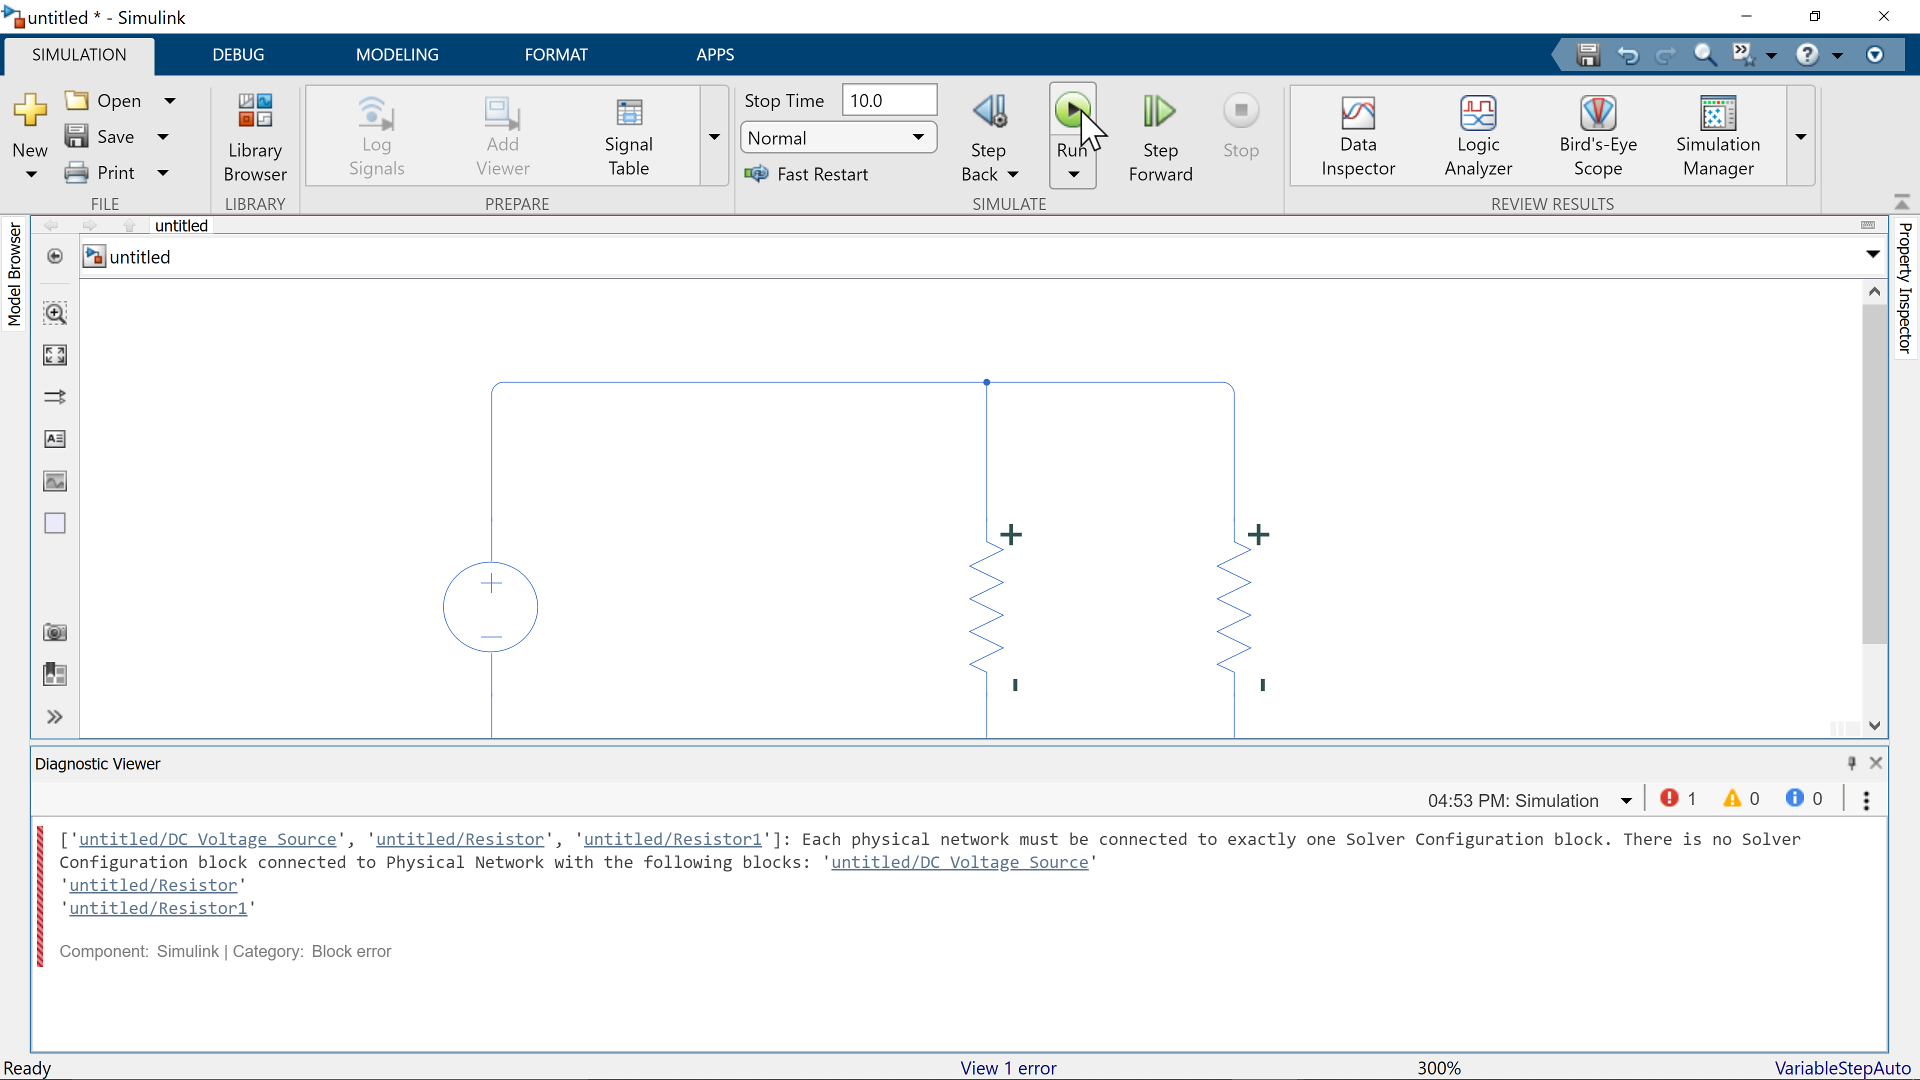 untitled * - Simulink
SIMULATION DEBUG MODELING FORMAT APPS
New
Open
Save
Print
FILE
Library Browser
LIBRARY
Log Signals
Add Viewer
Signal Table
PREPARE
Stop Time 10.0
Normal
Fast Restart
Step Back
Run
Step Forward
Stop
SIMULATE
Data Inspector
Logic Analyzer
Bird's-Eye Scope
Simulation Manager
REVIEW RESULTS
Model Browser
untitled
untitled
Property Inspector
Diagnostic Viewer
04:53 PM: Simulation 1 0 0
['untitled/DC Voltage Source', 'untitled/Resistor', 'untitled/Resistor1']: Each physical network must be connected to exactly one Solver Configuration block. There is no Solver
Configuration block connected to Physical Network with the following blocks: 'untitled/DC Voltage Source'
'untitled/Resistor'
'untitled/Resistor1'
Component: Simulink | Category: Block error
Ready View 1 error 300% VariableStepAuto